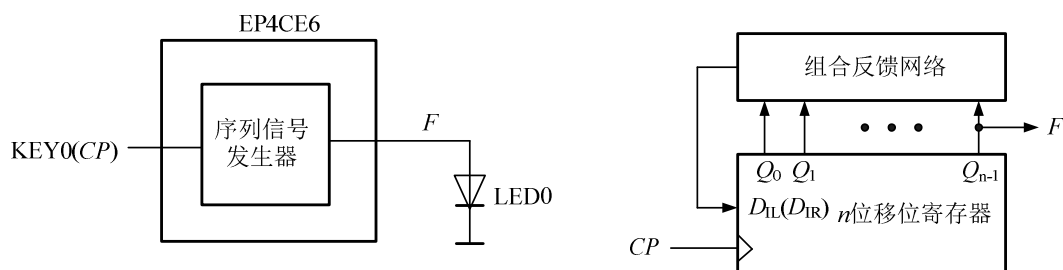 EP4CE6
序列信号
发生器
KEY0(CP)
F
LED0
组合反馈网络
F
Q0 Q1 Qn-1
DIL(DIR) n位移位寄存器
CP